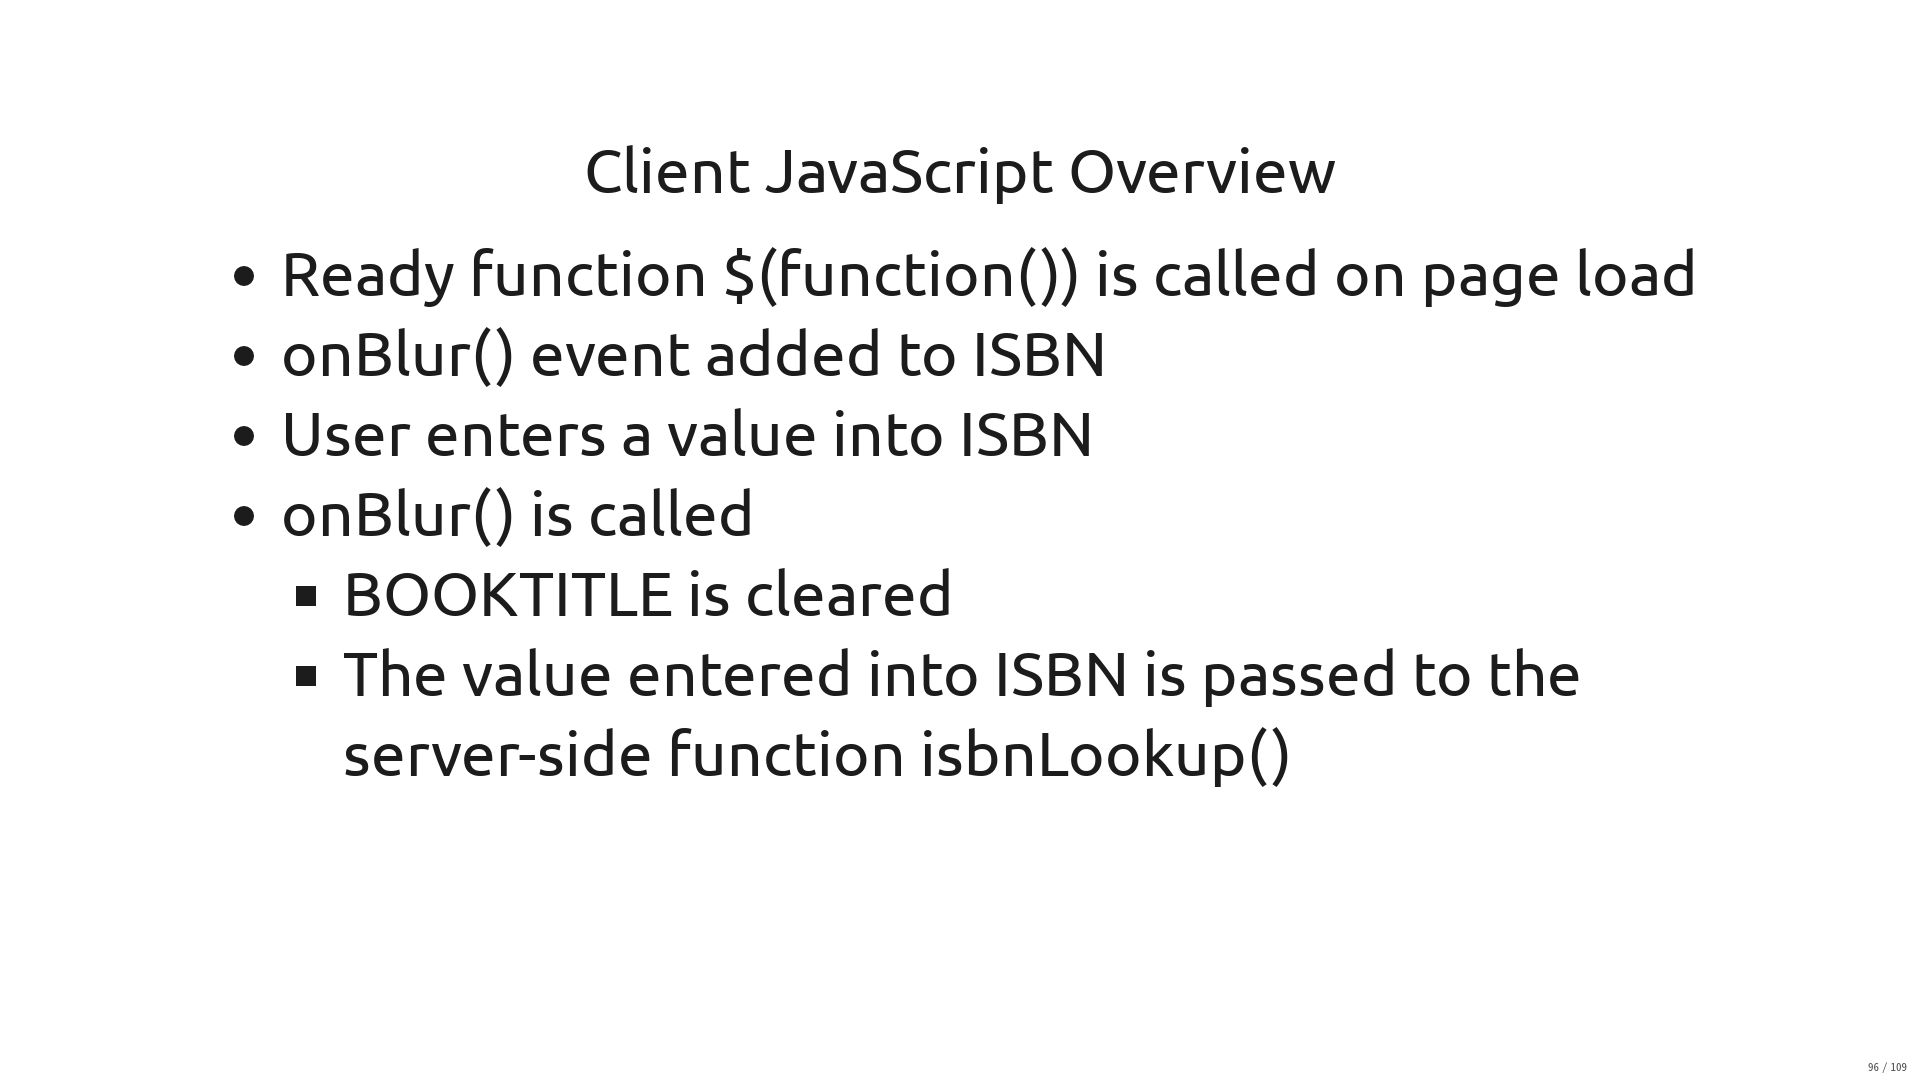 Client JavaScript Overview
• Ready function $(function()) is called on page load
• onBlur() event added to ISBN
• User enters a value into ISBN
• onBlur() is called
▪ BOOKTITLE is cleared
▪ The value entered into ISBN is passed to the
server-side function isbnLookup()
96 / 109